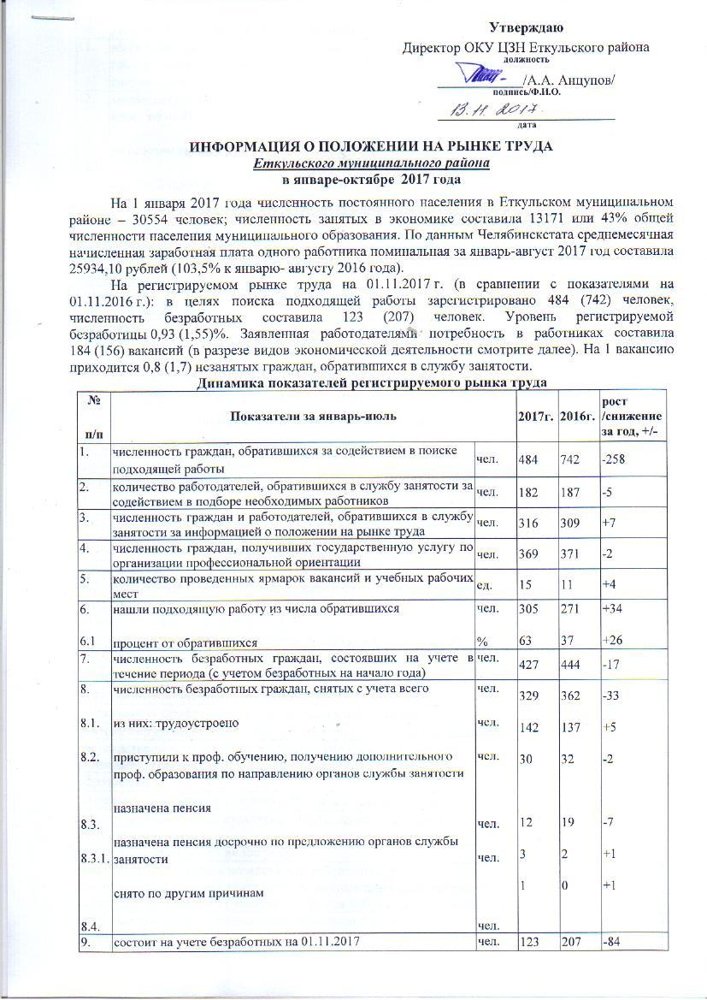 Утверждаю
Директор ОКУ ЦЗН Еткульского района
должность
/А.А. Анцупов/
подпись/Ф.И.О.
13.11.2017.
дата
ИНФОРМАЦИЯ О ПОЛОЖЕНИИ НА РЫНКЕ ТРУДА
Еткульского муниципального района
в январе-октябре 2017 года
На 1 января 2017 года численность постоянного населения в Еткульском муниципальном
районе – 30554 человек; численность занятых в экономике составила 13171 или 43% общей
численности населения муниципального образования. По данным Челябинскстата среднемесячная
начисленная заработная плата одного работника номинальная за январь-август 2017 год составила
25934,10 рублей (103,5% к январю- августу 2016 года).
На регистрируемом рынке труда на 01.11.2017 г. (в сравнении с показателями на
01.11.2016 г.): в целях поиска подходящей работы зарегистрировано 484 (742) человек,
численность безработных составила 123 (207) человек. Уровень регистрируемой
безработицы 0,93 (1,55)%. Заявленная работодателями потребность в работниках составила
184 (156) вакансий (в разрезе видов экономической деятельности смотрите далее). На 1 вакансию
приходится 0,8 (1,7) незанятых граждан, обратившихся в службу занятости.
Динамика показателей регистрируемого рынка труда
№ п/п Показатели за январь-июль 2017г. 2016г. рост /снижение за год, +/-
1. численность граждан, обратившихся за содействием в поиске
подходящей работы чел. 484 742 -258
2. количество работодателей, обратившихся в службу занятости за
содействием в подборе необходимых работников чел. 182 187 -5
3. численность граждан и работодателей, обратившихся в службу
занятости за информацией о положении на рынке труда чел. 316 309 +7
4. численность граждан, получивших государственную услугу по
организации профессиональной ориентации чел. 369 371 -2
5. количество проведенных ярмарок вакансий и учебных рабочих
мест ед. 15 11 +4
6. нашли подходящую работу из числа обратившихся чел. 305 271 +34
6.1 процент от обратившихся % 63 37 +26
7. численность безработных граждан, состоявших на учете в
течение периода (с учетом безработных на начало года) чел. 427 444 -17
8. численность безработных граждан, снятых с учета всего чел. 329 362 -33
8.1. из них: трудоустроено чел. 142 137 +5
8.2. приступили к проф. обучению, получению дополнительного чел. 30 32 -2
проф. образования по направлению органов службы занятости
назначена пенсия
8.3. чел. 12 19 -7
назначена пенсия досрочно по предложению органов службы
8.3.1. занятости чел. 3 2 +1
снято по другим причинам 1 0 +1
8.4. чел.
9. состоит на учете безработных на 01.11.2017 чел. 123 207 -84